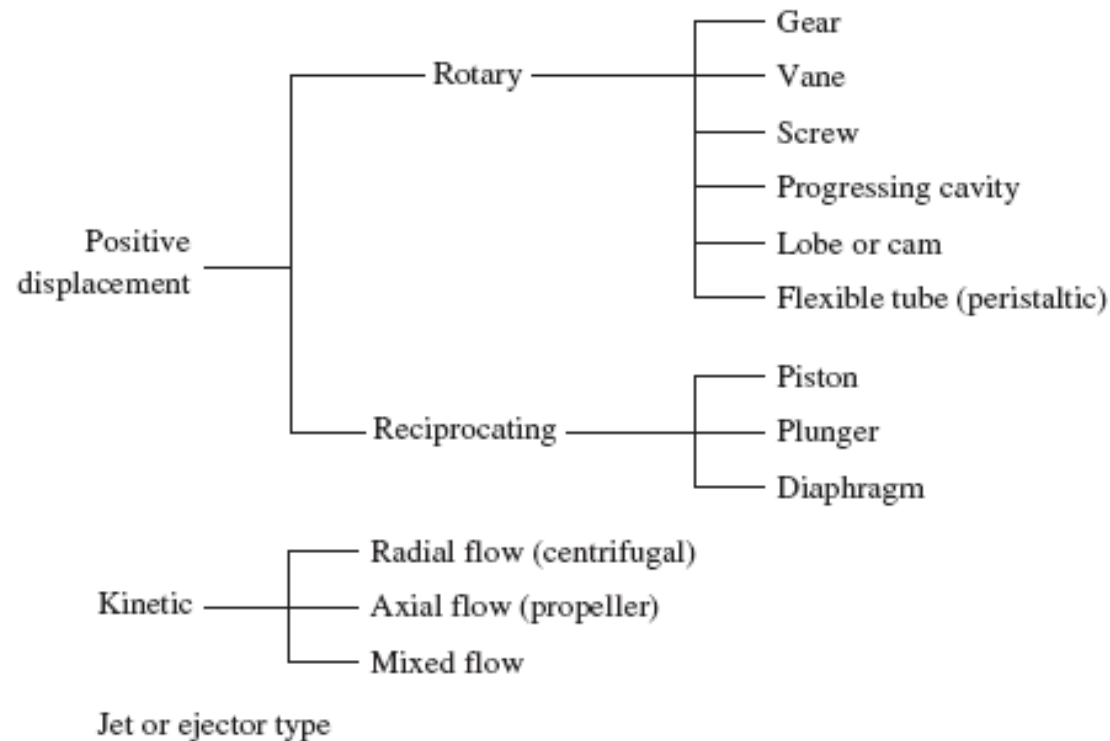 Gear
Rotary
Vane
Screw
Progressing cavity
Positive
displacement
Lobe or cam
Flexible tube (peristaltic)
Piston
Reciprocating
Plunger
Diaphragm
Radial flow (centrifugal)
Kinetic
Axial flow (propeller)
Mixed flow
Jet or ejector type